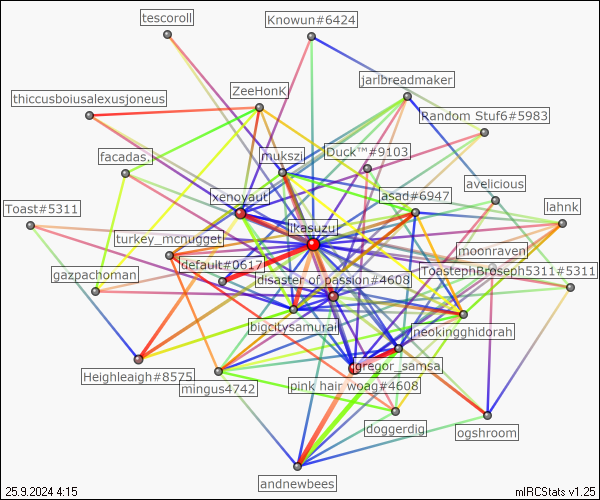 tescoroll
Knowun#6424
jarlbreadmaker
ZeeHonK
thiccusboiusalexusjoneus
Random Stuf6#5983
Duck™#9103
mukszi
facadas.
avelicious
xenoyaut
asad#6947
Toast#5311
lahnk
ikasuzu
turkey_mcnugget
moonraven
default#0617
ToastephBroseph5311#5311
gazpachoman
disaster of passion#4608
bigcitysamurai
neokingghidorah
gregor_samsa
Heighleaigh#8575
pink hair woag#4608
mingus4742
doggerdig
ogshroom
andnewbees
25.9.2024 4:15
mIRCStats v1.25